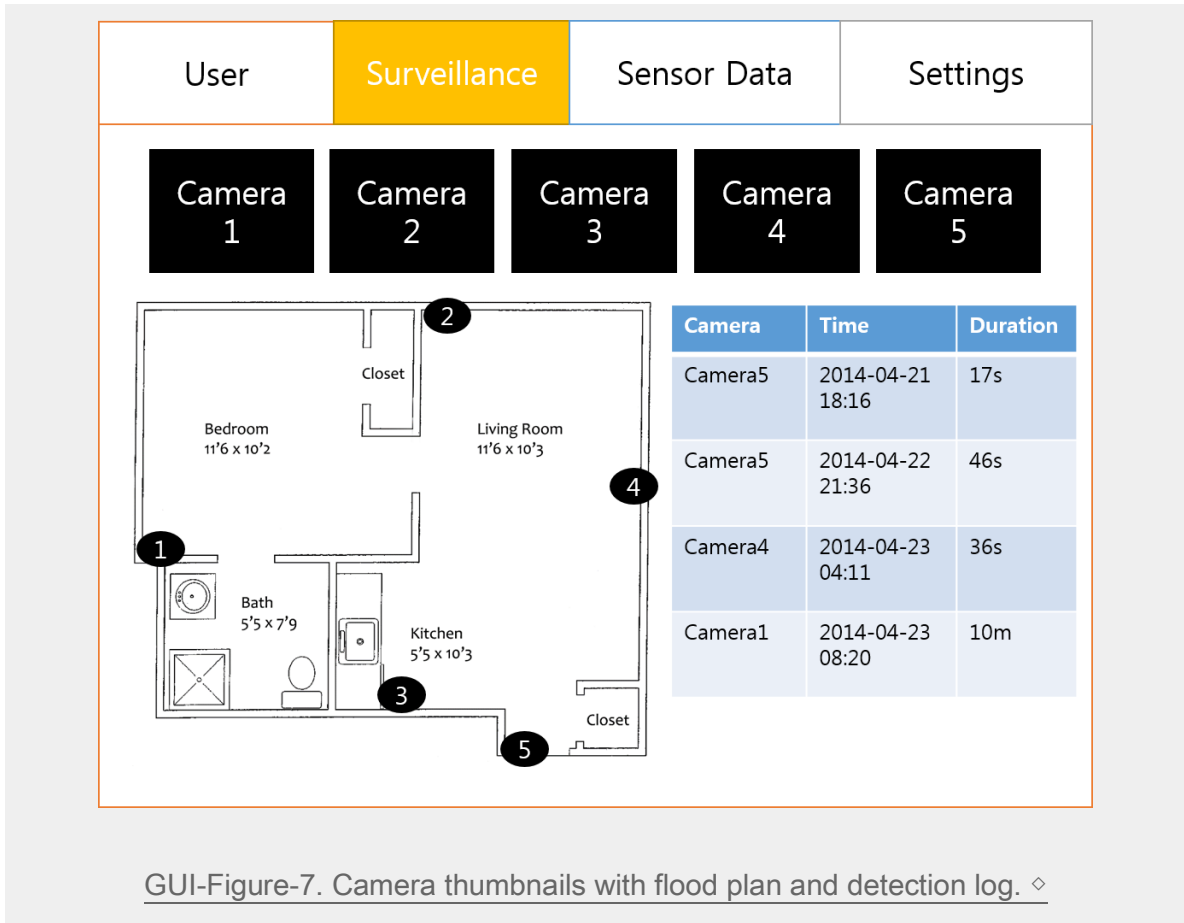 User
Surveillance
Sensor Data
Settings
Camera
1
Camera
2
Camera
3
Camera
4
Camera
5
2
Closet
Bedroom
11'6 x 10'2
Living Room
11'6 x 10'3
4
1
Bath
5'5 x 7'9
Kitchen
5'5 x 10'3
3
Closet
5
Camera Time Duration
Camera5 2014-04-21 17s
18:16
Camera5 2014-04-22 46s
21:36
Camera4 2014-04-23 36s
04:11
Camera1 2014-04-23 10m
08:20
GUI-Figure-7. Camera thumbnails with flood plan and detection log. ◇